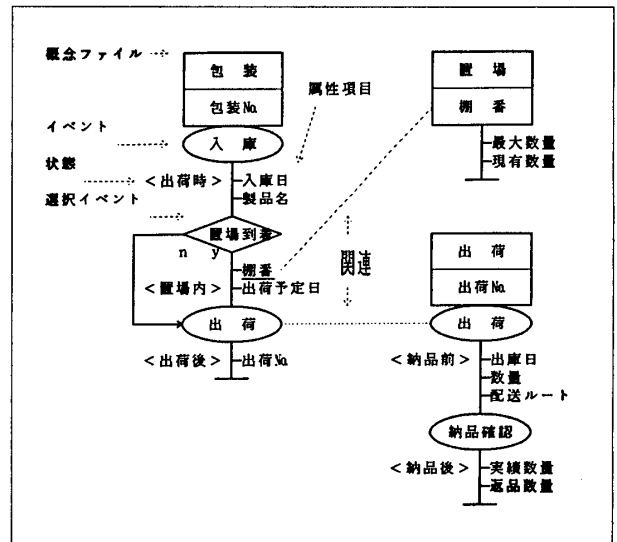 概念ファイル
包装
包装No.
イベント
入庫
属性項目
状態
<出荷時>
入庫日
製品名
選択イベント
置場到着
n y
棚番
<置場内>
出荷予定日
出荷
<出荷後>
出荷No.
関連
置場
棚番
最大数量
現有数量
出荷
出荷No.
出荷
<納品前>
出庫日
数量
配送ルート
納品確認
<納品後>
実績数量
返品数量